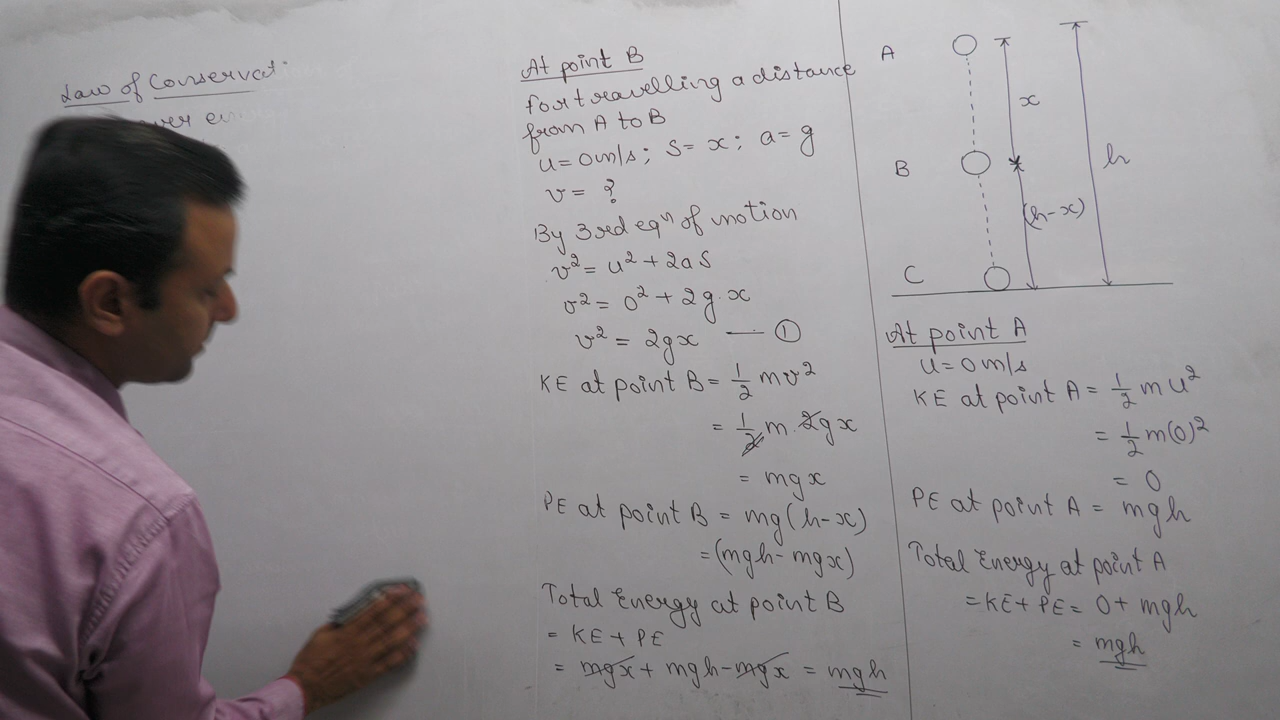 Law of Conservati
At point B
for travelling a distance
from A to B
u = 0 m/s ; S = x ; a = g
v = ?
By 3rd eqⁿ of motion
v² = u² + 2aS
v² = 0² + 2g.x
v² = 2gx — ①
KE at point B = 1/2 mv²
= 1/2 m.2gx
= mgx
PE at point B = mg(h-x)
= (mgh - mgx)
Total Energy at point B
= KE + PE
= mgx + mgh - mgx = mgh
A
x
h
B
(h-x)
C
At point A
u = 0 m/s
KE at point A = 1/2 mu²
= 1/2 m(0)²
= 0
PE at point A = mgh
Total Energy at point A
= KE + PE = 0 + mgh
= mgh